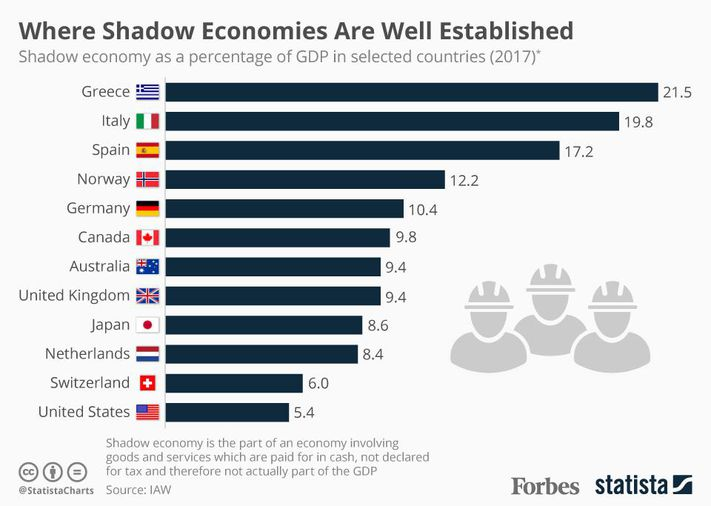 Where Shadow Economies Are Well Established
Shadow economy as a percentage of GDP in selected countries (2017)*
Greece 21.5
Italy 19.8
Spain 17.2
Norway 12.2
Germany 10.4
Canada 9.8
Australia 9.4
United Kingdom 9.4
Japan 8.6
Netherlands 8.4
Switzerland 6.0
United States 5.4
Shadow economy is the part of an economy involving
goods and services which are paid for in cash, not declared
for tax and therefore not actually part of the GDP
cc
@StatistaCharts Source: IAW
Forbes statista